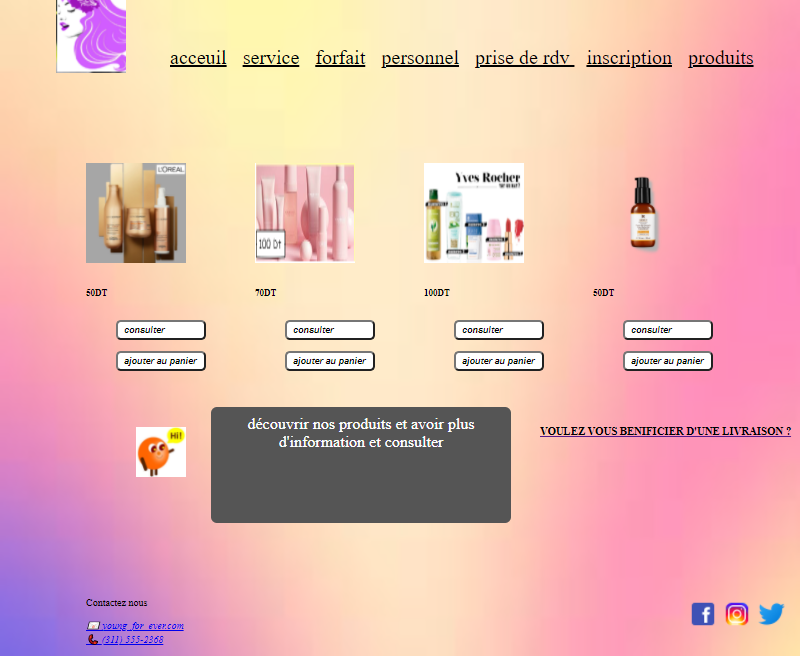 acceuil service forfait personnel prise de rdv inscription produits
L'OREAL
100 Dt
Yves Rocher
50DT 70DT 100DT 50DT
consulter consulter consulter consulter
ajouter au panier ajouter au panier ajouter au panier ajouter au panier
Hi!
découvrir nos produits et avoir plus
d'information et consulter
VOULEZ VOUS BENIFICIER D'UNE LIVRAISON ?
Contactez nous
young_for_ever.com
(311) 555-2368